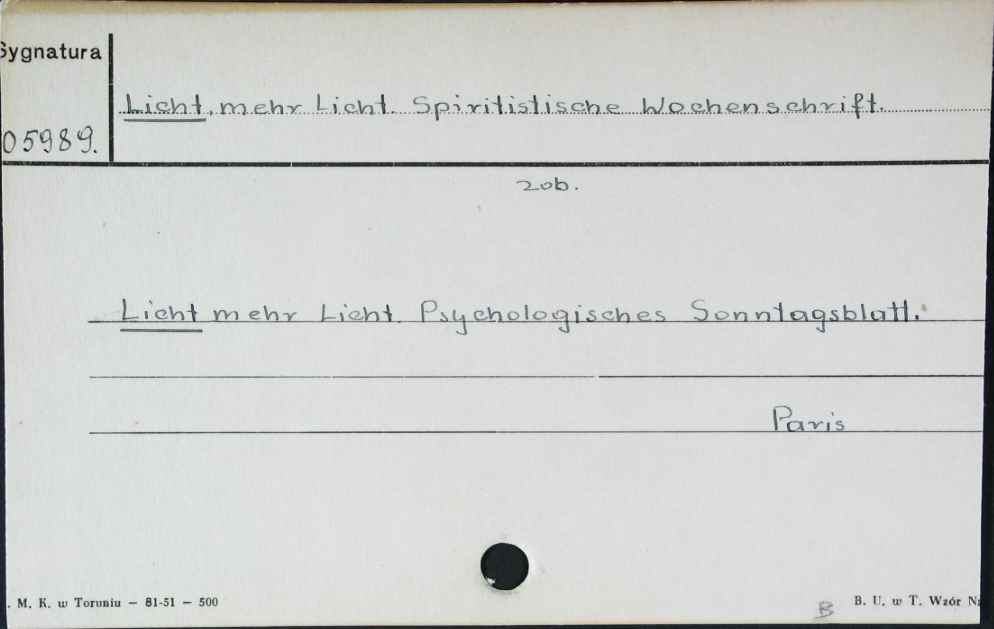 Sygnatura
Licht, mehr Licht. Spiritistische Wochenschrift.
05989.
zob.
Licht mehr Licht. Psychologisches Sonntagsblatt.
Paris
. M. K. w Toruniu — 81-51 — 500
B
B. U. w T. Wzór N